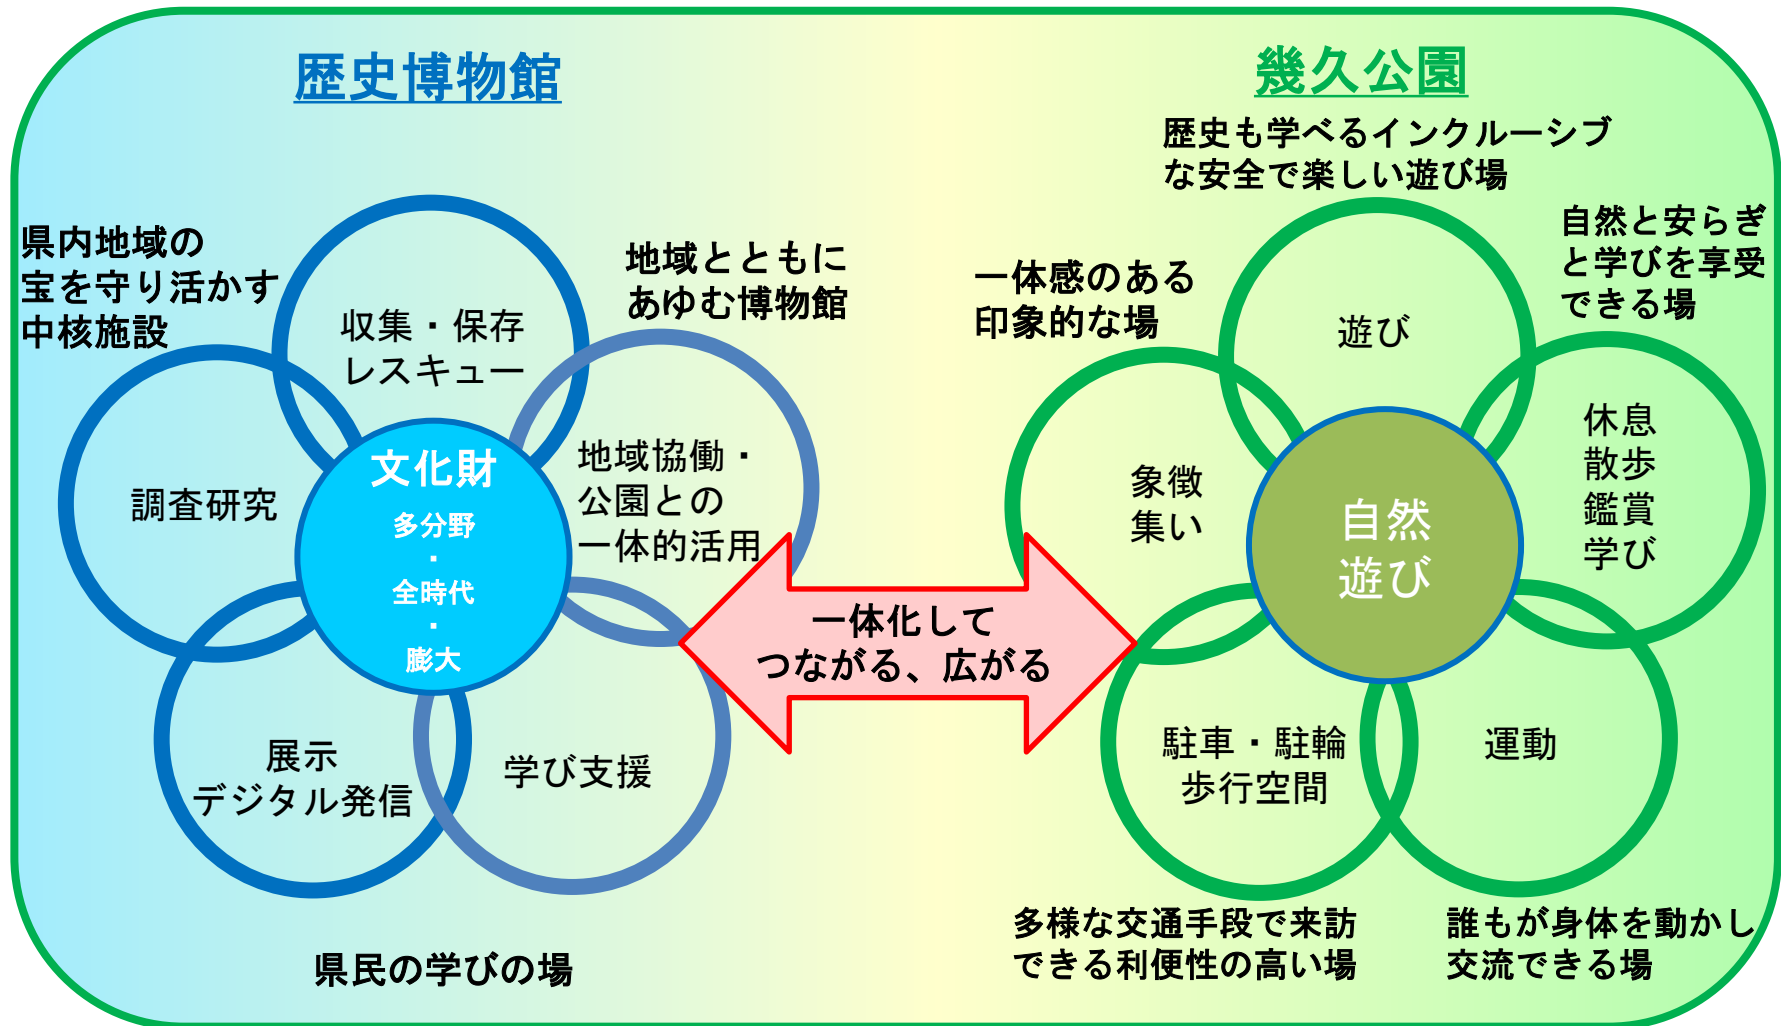 歴史博物館
県内地域の
宝を守り活かす
中核施設
地域とともに
あゆむ博物館
収集・保存
レスキュー
調査研究
文化財
多分野
・
全時代
・
膨大
地域協働・
公園との
一体的活用
展示
デジタル発信
学び支援
県民の学びの場
一体化して
つながる、広がる
幾久公園
歴史も学べるインクルーシブ
な安全で楽しい遊び場
自然と安らぎ
と学びを享受
できる場
一体感のある
印象的な場
遊び
象徴
集い
自然
遊び
休息
散歩
鑑賞
学び
駐車・駐輪
歩行空間
運動
多様な交通手段で来訪
できる利便性の高い場
誰もが身体を動かし
交流できる場